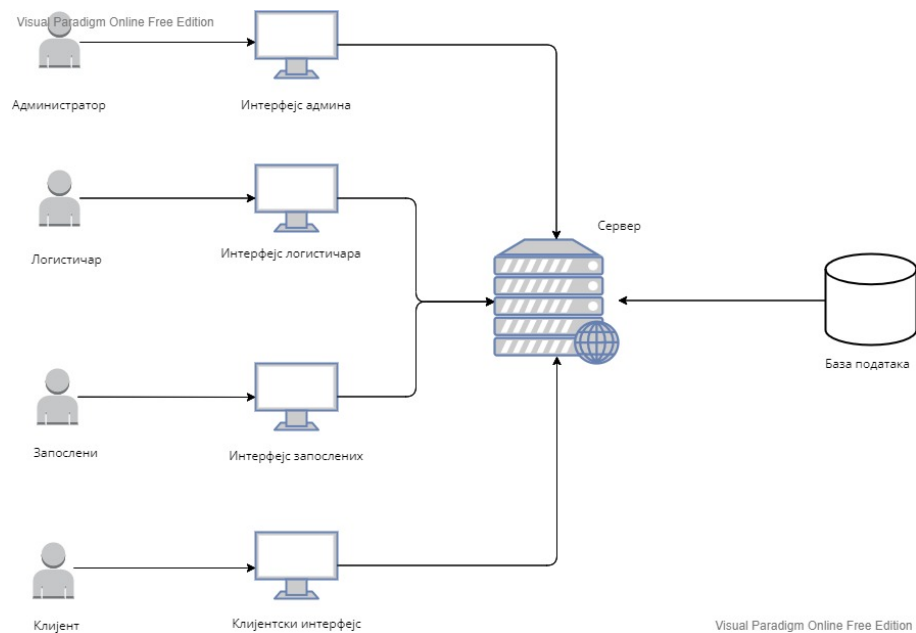 Visual Paradigm Online Free Edition
Администратор
Интерфејс админа
Логистичар
Интерфејс логистичара
Сервер
База података
Запослени
Интерфејс запослених
Клијент
Клијентски интерфејс
Visual Paradigm Online Free Edition